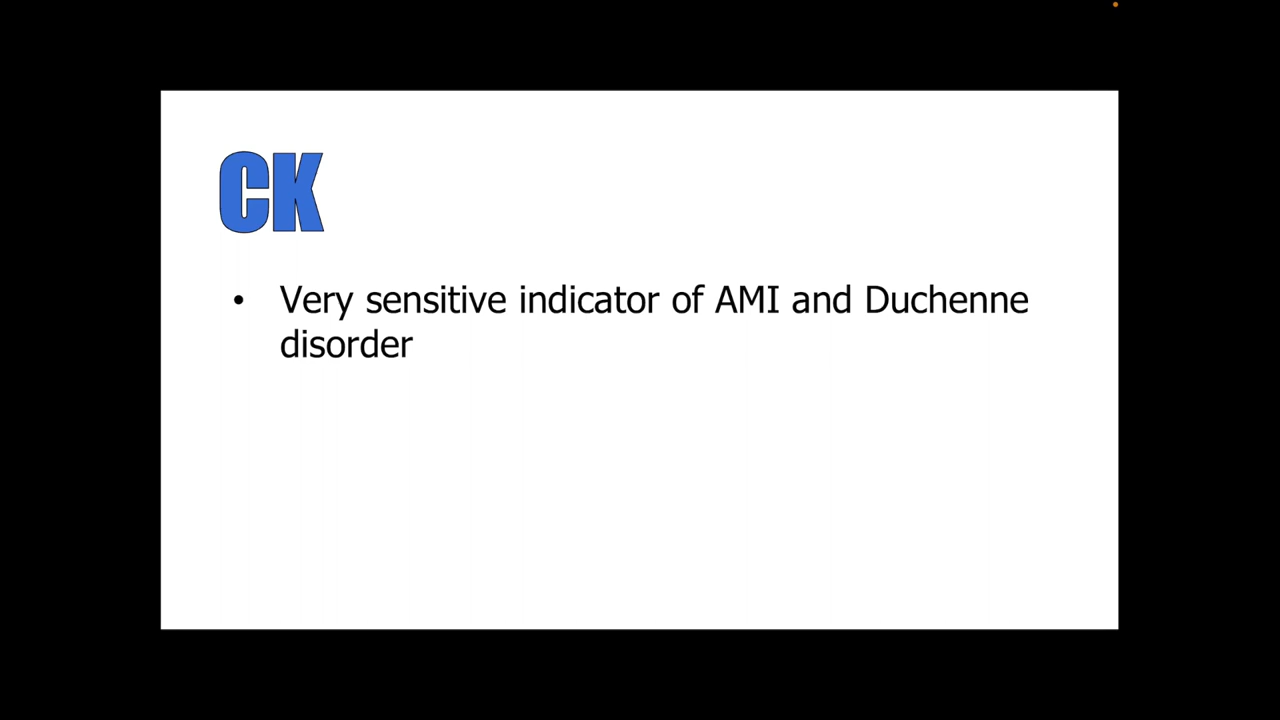 CK
• Very sensitive indicator of AMI and Duchenne
disorder